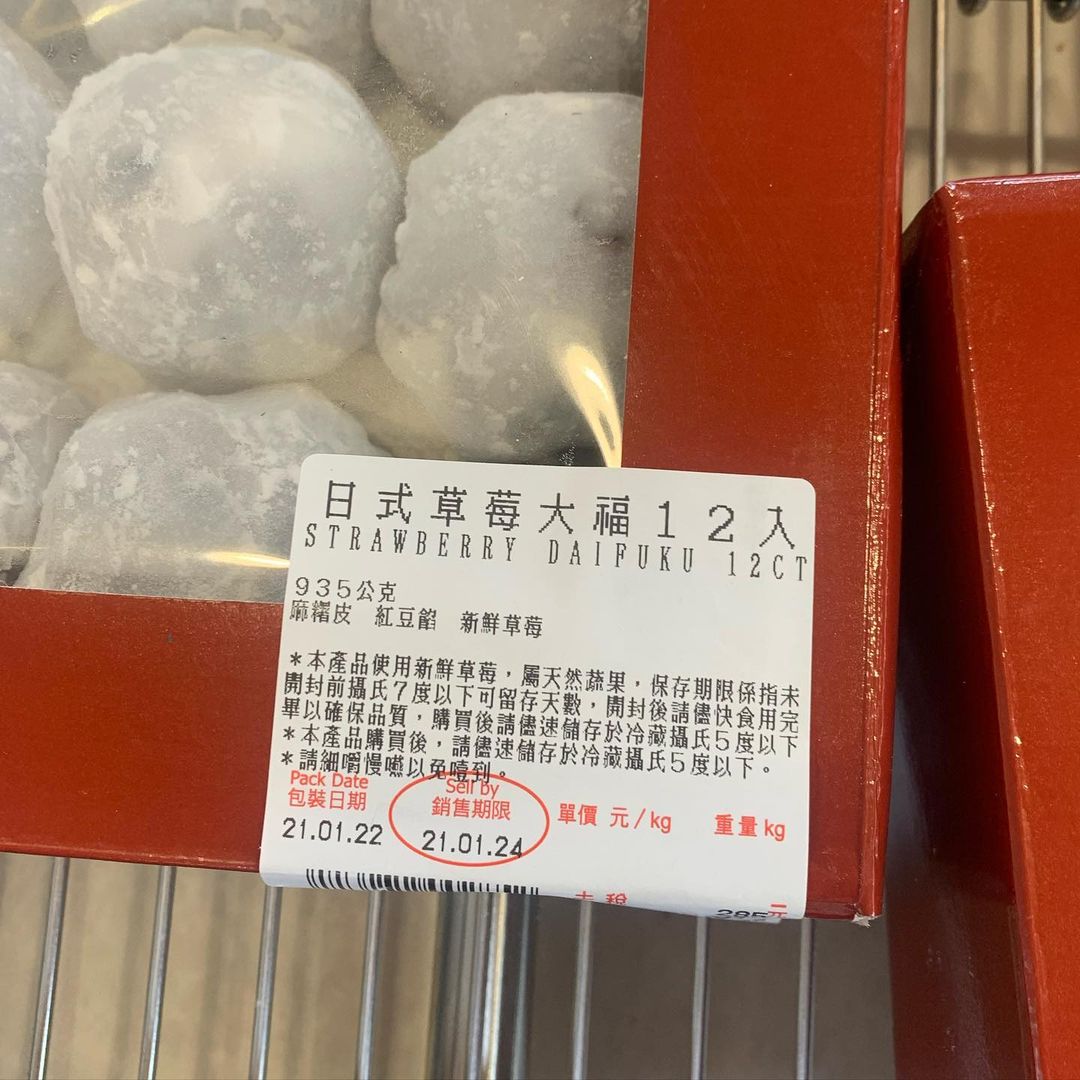 日式草莓大福12入
STRAWBERRY DAIFUKU 12CT
935公克
麻糬皮 紅豆餡 新鮮草莓
*本產品使用新鮮草莓，屬天然蔬果，保存期限係指未
開封前攝氏7度以下可留存天數，開封後請儘快食用完
畢以確保品質，購買後請儘速儲存於冷藏攝氏5度以下
*本產品購買後，請儘速儲存於冷藏攝氏5度以下。
*請細嚼慢嚥以免噎到。
Pack Date Sell By
包裝日期 銷售期限 單價 元/kg 重量 kg
21.01.22 21.01.24
元